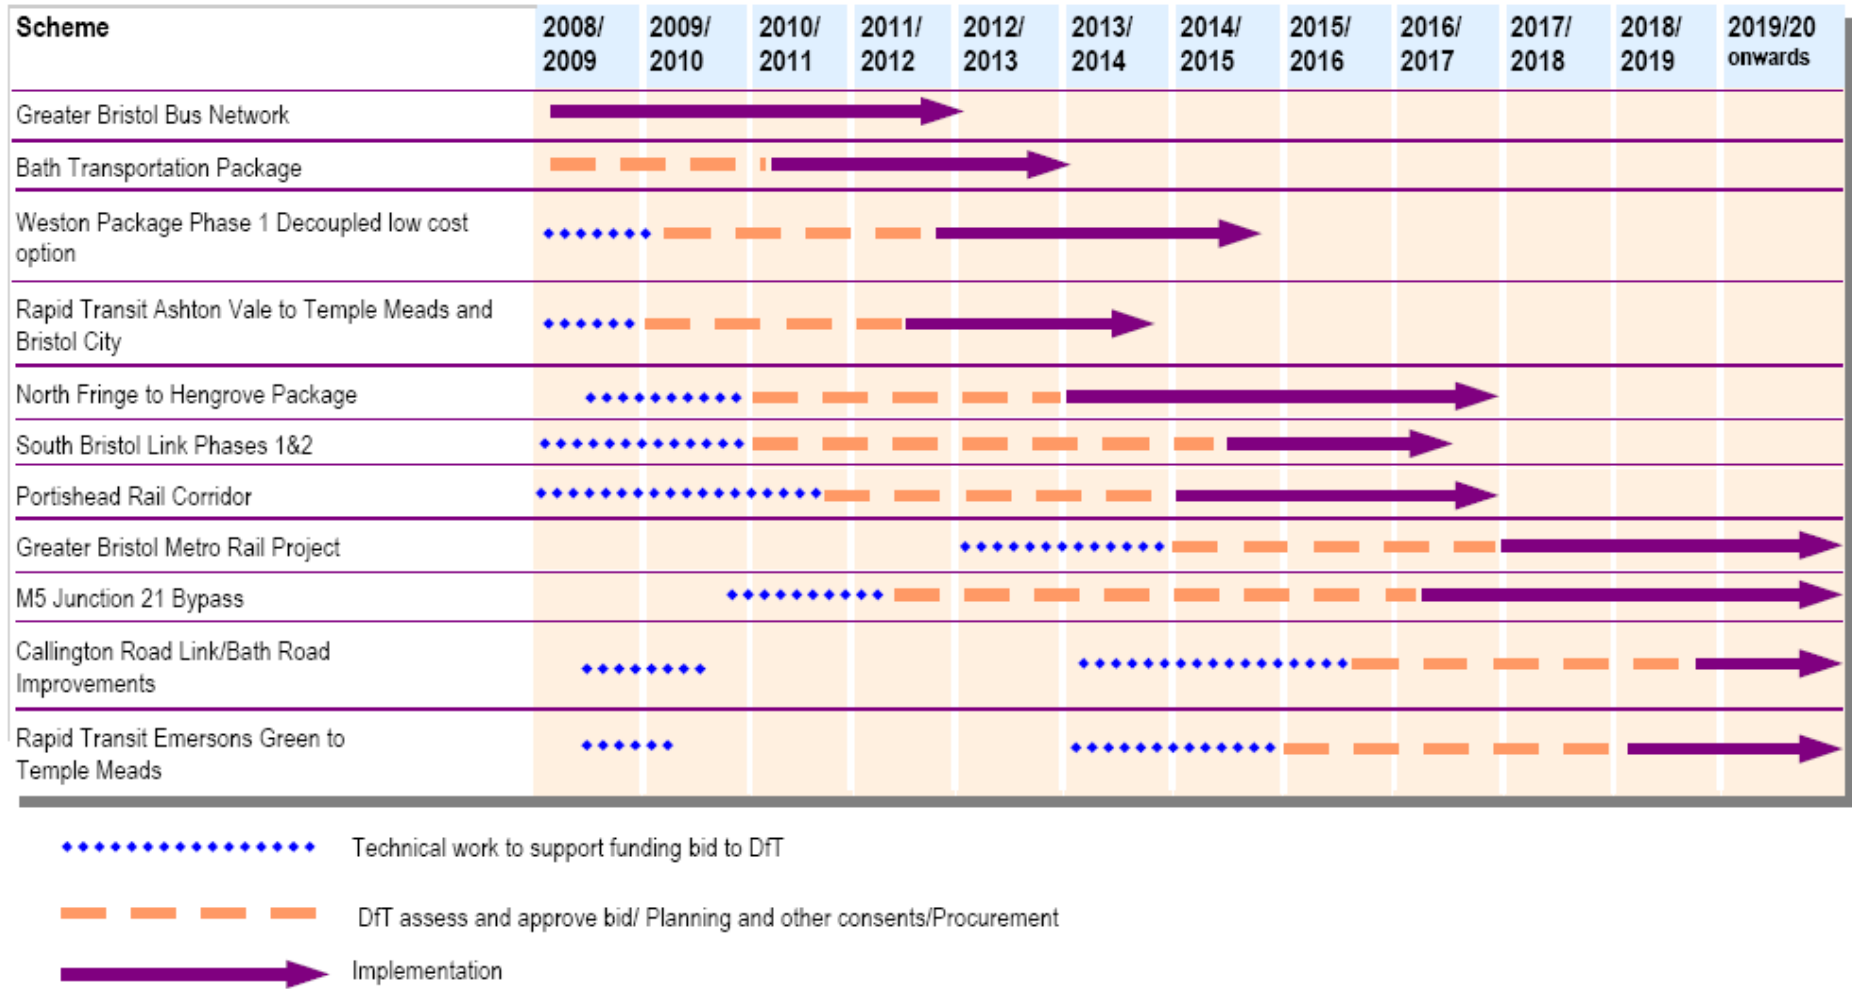 Scheme
2008/ 2009/ 2010/ 2011/ 2012/ 2013/ 2014/ 2015/ 2016/ 2017/ 2018/ 2019/20
2009 2010 2011 2012 2013 2014 2015 2016 2017 2018 2019 onwards
Greater Bristol Bus Network
Bath Transportation Package
Weston Package Phase 1 Decoupled low cost
option
Rapid Transit Ashton Vale to Temple Meads and
Bristol City
North Fringe to Hengrove Package
South Bristol Link Phases 1&2
Portishead Rail Corridor
Greater Bristol Metro Rail Project
M5 Junction 21 Bypass
Callington Road Link/Bath Road
Improvements
Rapid Transit Emersons Green to
Temple Meads
Technical work to support funding bid to DfT
DfT assess and approve bid/ Planning and other consents/Procurement
Implementation